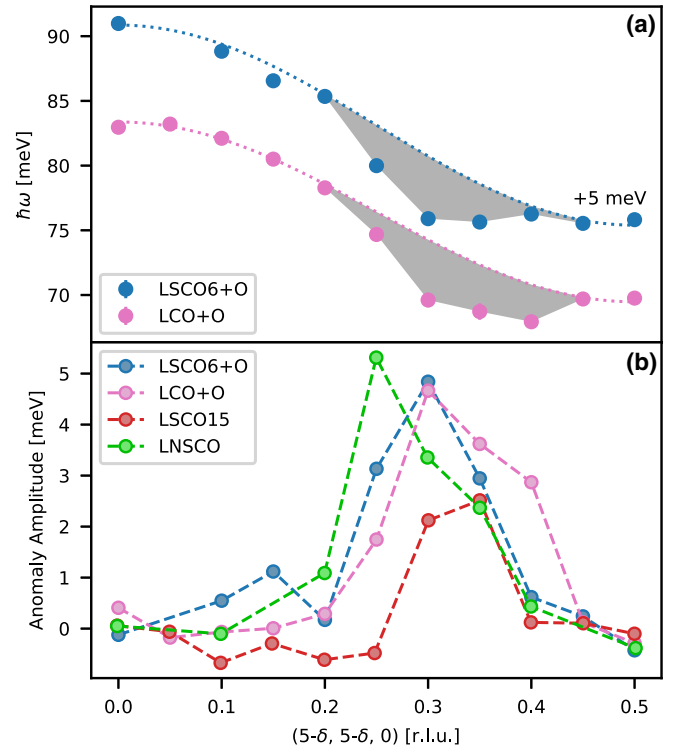 (a)
90
85
80
75
70
ħω [meV]
+5 meV
LSCO6+O
LCO+O
(b)
LSCO6+O
LCO+O
LSCO15
LNSCO
5
4
3
2
1
0
Anomaly Amplitude [meV]
0.0 0.1 0.2 0.3 0.4 0.5
(5-δ, 5-δ, 0) [r.l.u.]